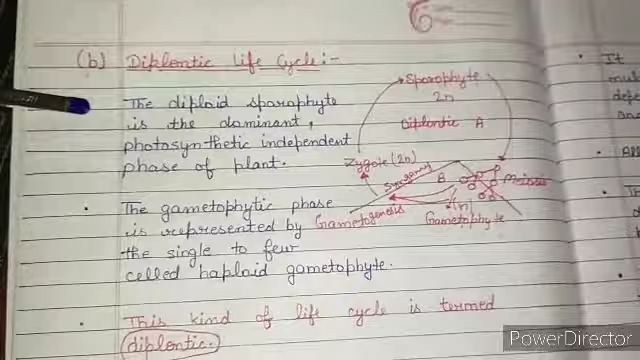 (b) Diplontic Life Cycle:-
The diploid sporophyte
is the dominant,
photosynthetic independent
phase of plant.
The gametophytic phase
is represented by
the single to few
celled haploid gametophyte.
This kind of life cycle is termed
diplontic.
Sporophyte
2n
Diplontic A
Zygote (2n)
Syngamy
B
Meiosis
(n)
Gametogenesis
Gametophyte
It
PowerDirector